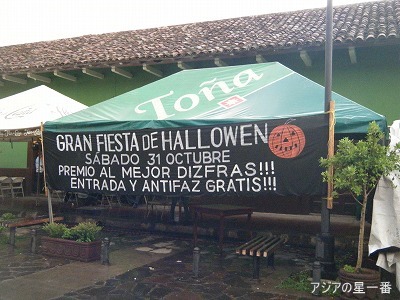 Toña
GRAN FIESTA DE HALLOWEN
SÁBADO 31 OCTUBRE
PREMIO AL MEJOR DIZFRAS!!!
ENTRADA Y ANTIFAZ GRATIS!!!
アジアの星一番